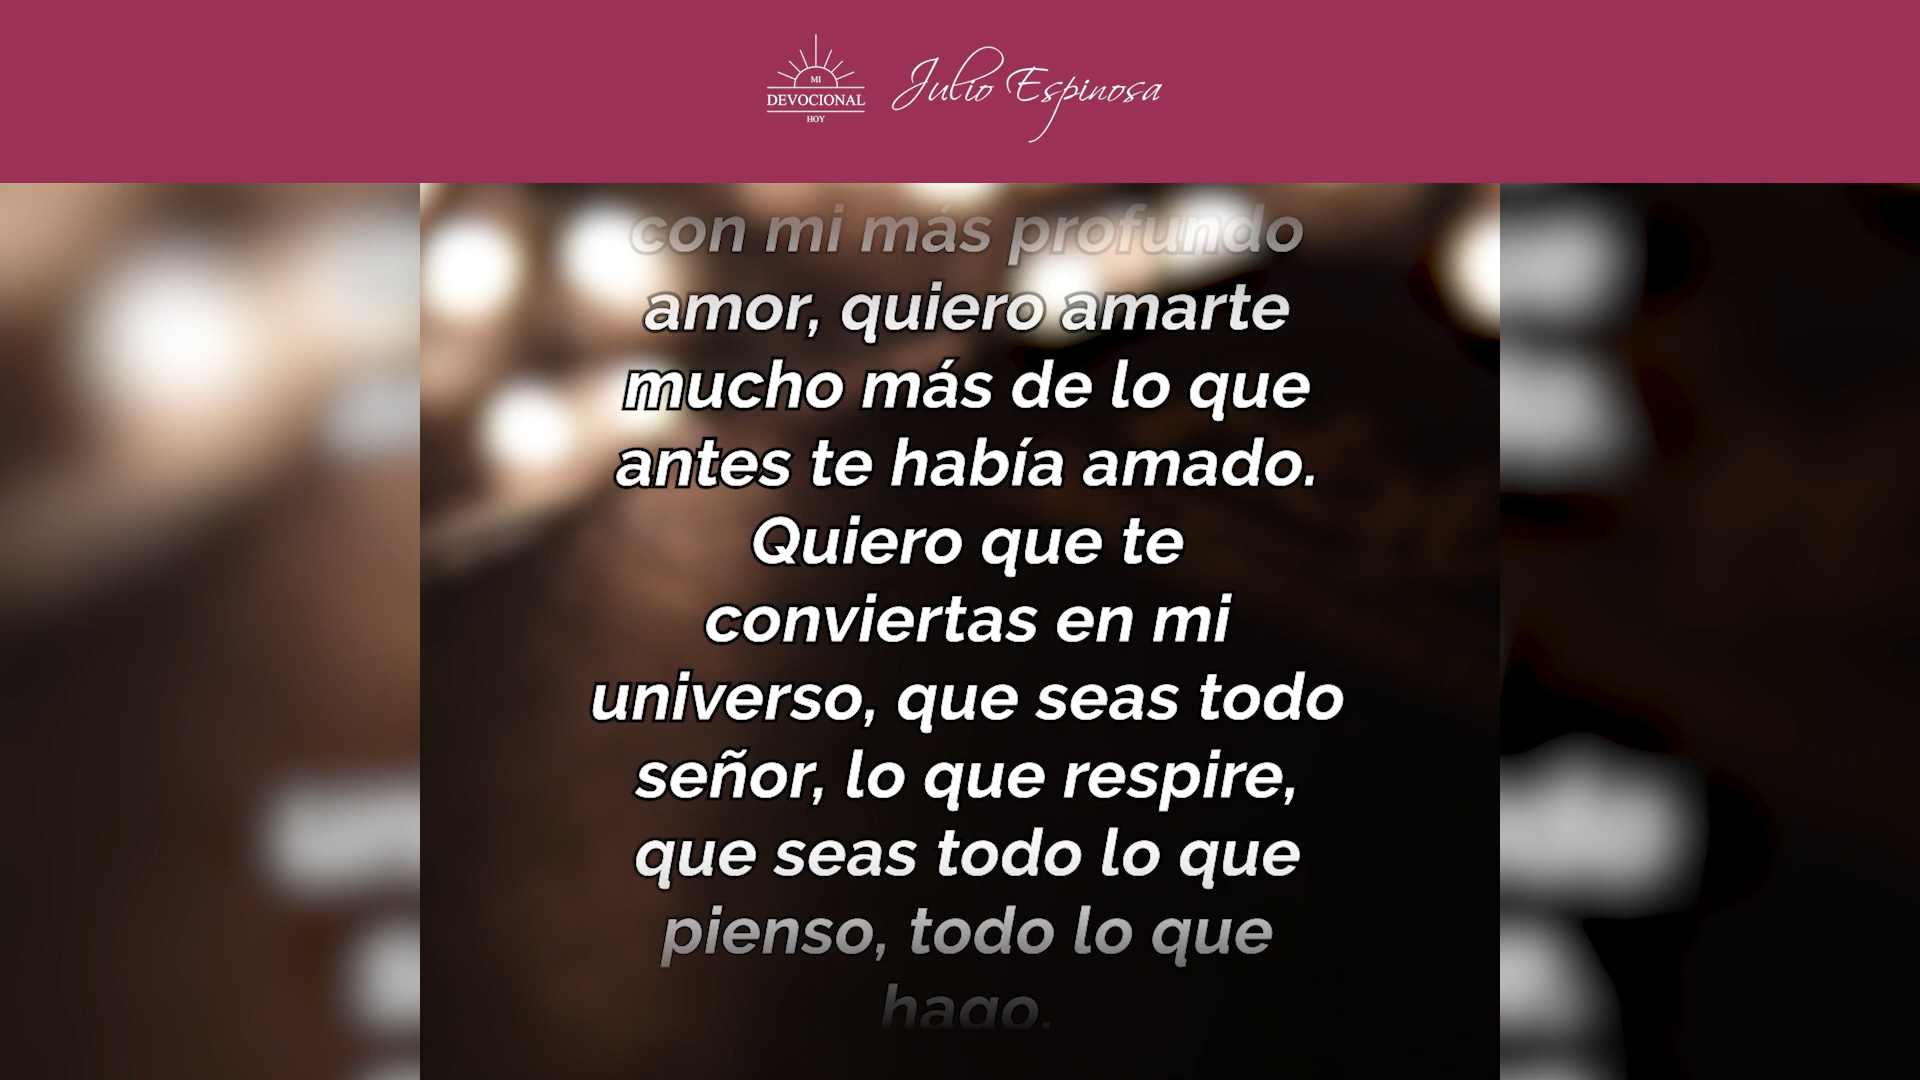 MI
DEVOCIONAL
HOY
Julio Espinosa
con mi más profundo
amor, quiero amarte
mucho más de lo que
antes te había amado.
Quiero que te
conviertas en mi
universo, que seas todo
señor, lo que respire,
que seas todo lo que
pienso, todo lo que
hago.